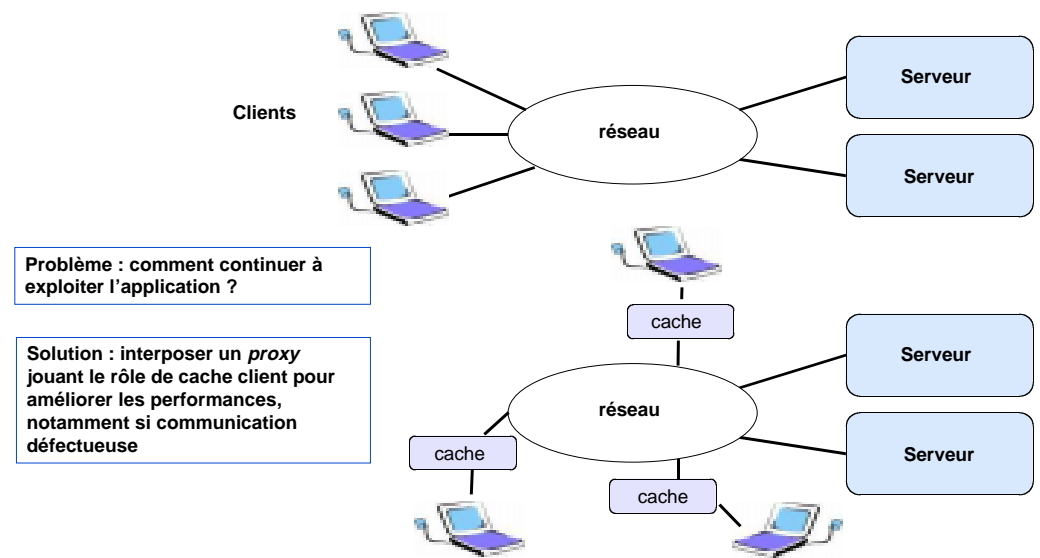 Serveur
Clients
réseau
Serveur
Problème : comment continuer à
exploiter l’application ?
cache
Solution : interposer un proxy
jouant le rôle de cache client pour
améliorer les performances,
notamment si communication
défectueuse
Serveur
réseau
cache
Serveur
cache